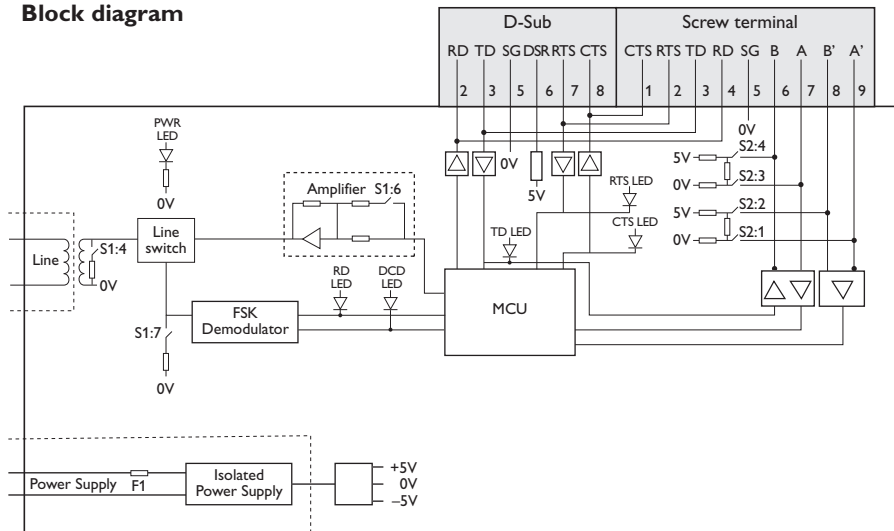 Block diagram
D-Sub
Screw terminal
RD TD SG DSR RTS CTS
CTS RTS TD RD SG B A B' A'
2 3 5 6 7 8
1 2 3 4 5 6 7 8 9
PWR
LED
0V
0V
5V
0V
5V S2:4
0V S2:3
5V S2:2
0V S2:1
Amplifier S1:6
RTS LED
CTS LED
TD LED
Line
S1:4
0V
Line
switch
RD
LED
DCD
LED
MCU
FSK
Demodulator
S1:7
0V
Power Supply F1
Isolated
Power Supply
+5V
0V
–5V